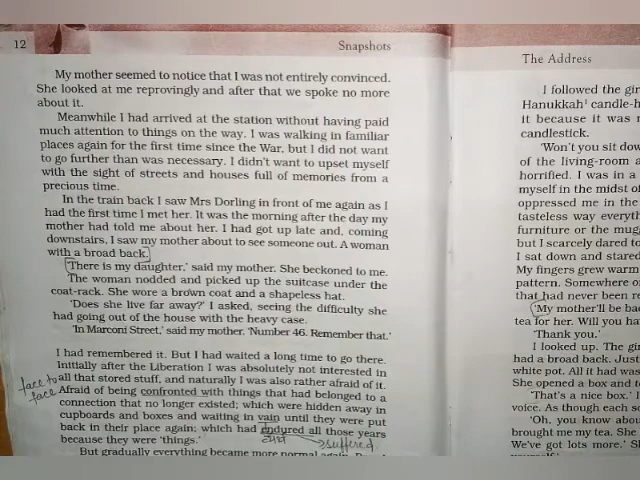 12
Snapshots
My mother seemed to notice that I was not entirely convinced.
She looked at me reprovingly and after that we spoke no more
about it.
Meanwhile I had arrived at the station without having paid
much attention to things on the way. I was walking in familiar
places again for the first time since the War, but I did not want
to go further than was necessary. I didn't want to upset myself
with the sight of streets and houses full of memories from a
precious time.
In the train back I saw Mrs Dorling in front of me again as I
had the first time I met her. It was the morning after the day my
mother had told me about her. I had got up late and, coming
downstairs, I saw my mother about to see someone out. A woman
with a broad back.
'There is my daughter,' said my mother. She beckoned to me.
The woman nodded and picked up the suitcase under the
coat-rack. She wore a brown coat and a shapeless hat.
'Does she live far away?' I asked, seeing the difficulty she
had going out of the house with the heavy case.
'In Marconi Street,' said my mother. 'Number 46. Remember that.'
I had remembered it. But I had waited a long time to go there.
Initially after the Liberation I was absolutely not interested in
all that stored stuff, and naturally I was also rather afraid of it.
face to
face
Afraid of being confronted with things that had belonged to a
connection that no longer existed; which were hidden away in
cupboards and boxes and waiting in vain until they were put
back in their place again; which had endured all those years
because they were 'things.'
suffered
But gradually everything became more normal again.
The Address
I followed the
Hanukkah¹
it because it was
candlestick.
'Won't you sit
of the living-room
horrified. I was in a
myself in the midst of
oppressed me in the
tasteless way
furniture or the
but I scarcely dared to
I sat down and stared
My fingers grew warm
pattern. Somewhere
that had never been
'My mother'll be
tea for her. Will you
'Thank you.'
I looked up. The
had a broad back.
white pot. All it had
She opened a box and
'That's a nice box.' I
voice. As though each
'Oh, you know
brought me my tea. She
We've got lots more.'